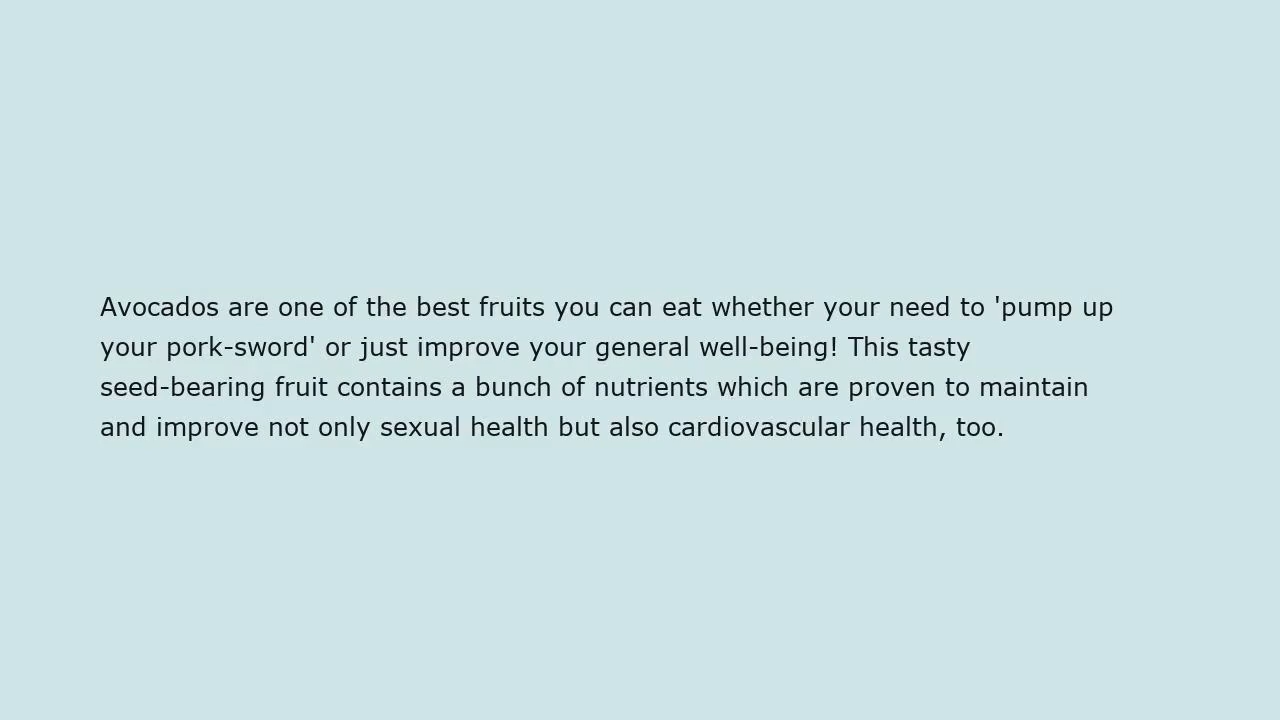 Avocados are one of the best fruits you can eat whether your need to 'pump up
your pork-sword' or just improve your general well-being! This tasty
seed-bearing fruit contains a bunch of nutrients which are proven to maintain
and improve not only sexual health but also cardiovascular health, too.